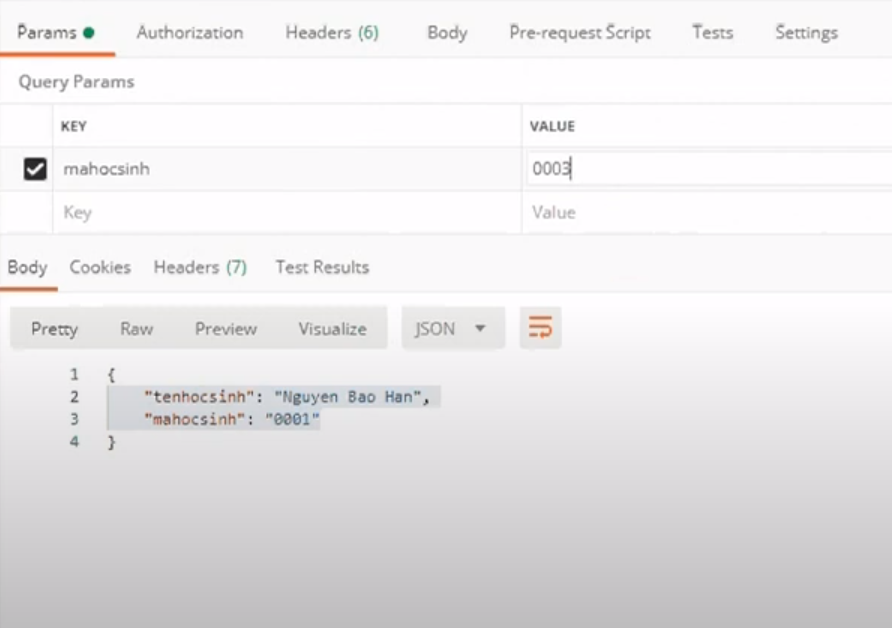 Params Authorization Headers (6) Body Pre-request Script Tests Settings
Query Params
KEY VALUE
mahocsinh 0003
Key Value
Body Cookies Headers (7) Test Results
Pretty Raw Preview Visualize JSON
1 {
2 "tenhocsinh": "Nguyen Bao Han",
3 "mahocsinh": "0001"
4 }